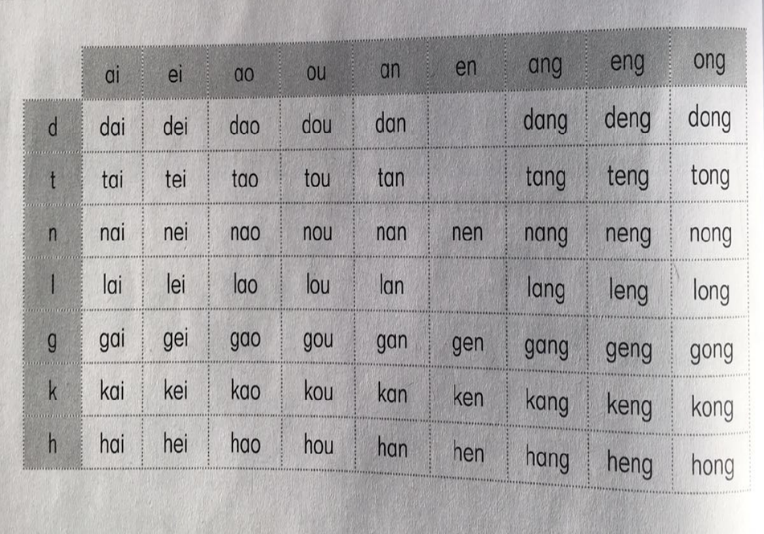 ai ei ao ou an en ang eng ong
d dai dei dao dou dan dang deng dong
t tai tei tao tou tan tang teng tong
n nai nei nao nou nan nen nang neng nong
l lai lei lao lou lan lang leng long
g gai gei gao gou gan gen gang geng gong
k kai kei kao kou kan ken kang keng kong
h hai hei hao hou han hen hang heng hong